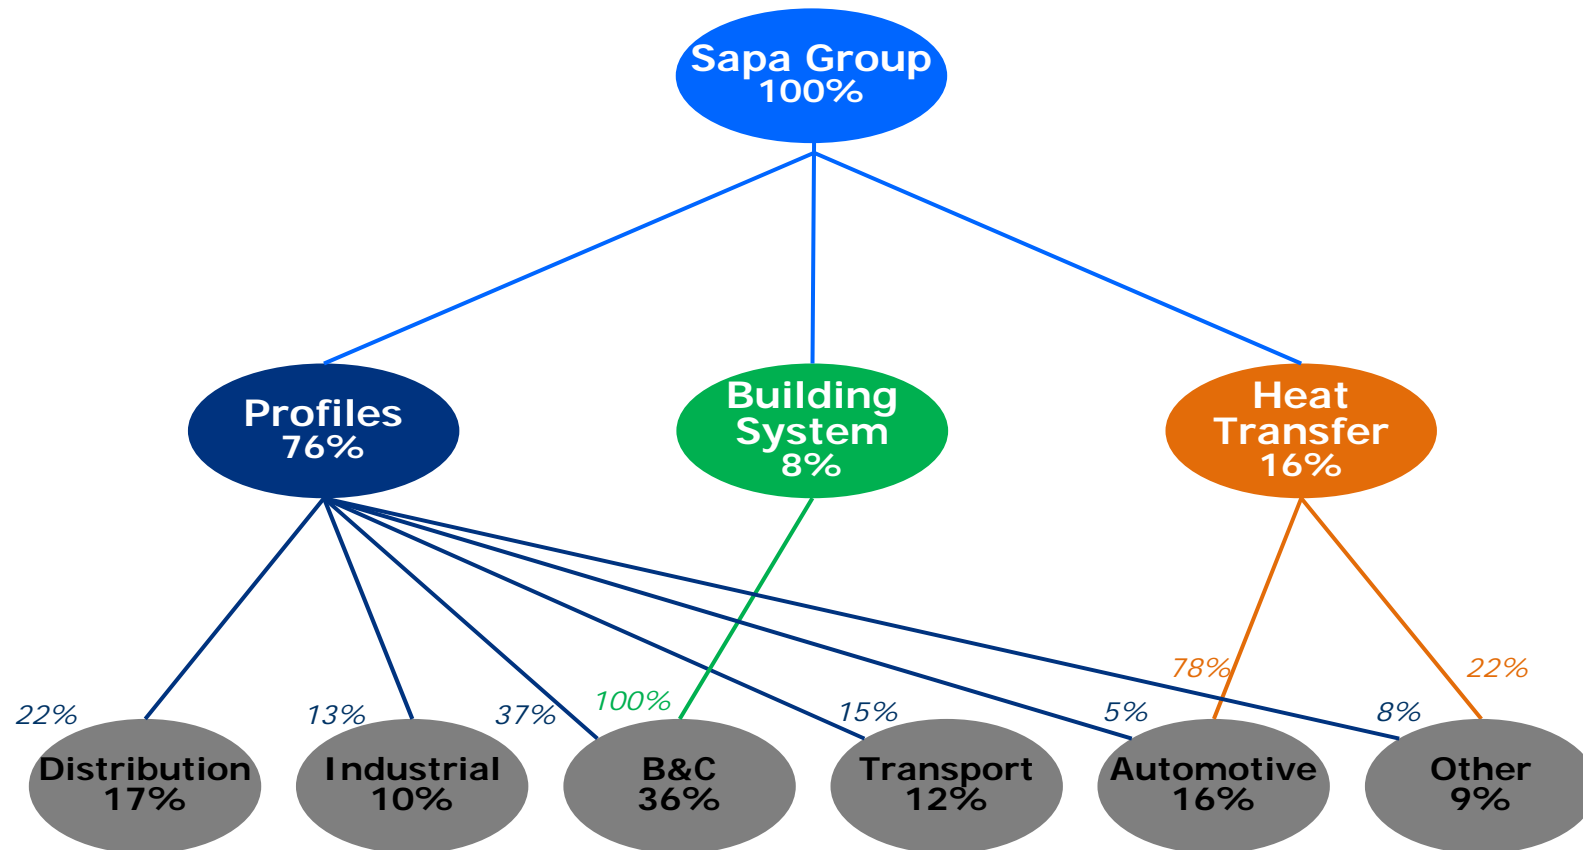 Sapa Group
100%
Profiles
76%
Building
System
8%
Heat
Transfer
16%
78%
22%
100%
22%
13%
37%
15%
5%
8%
Distribution
17%
Industrial
10%
B&C
36%
Transport
12%
Automotive
16%
Other
9%